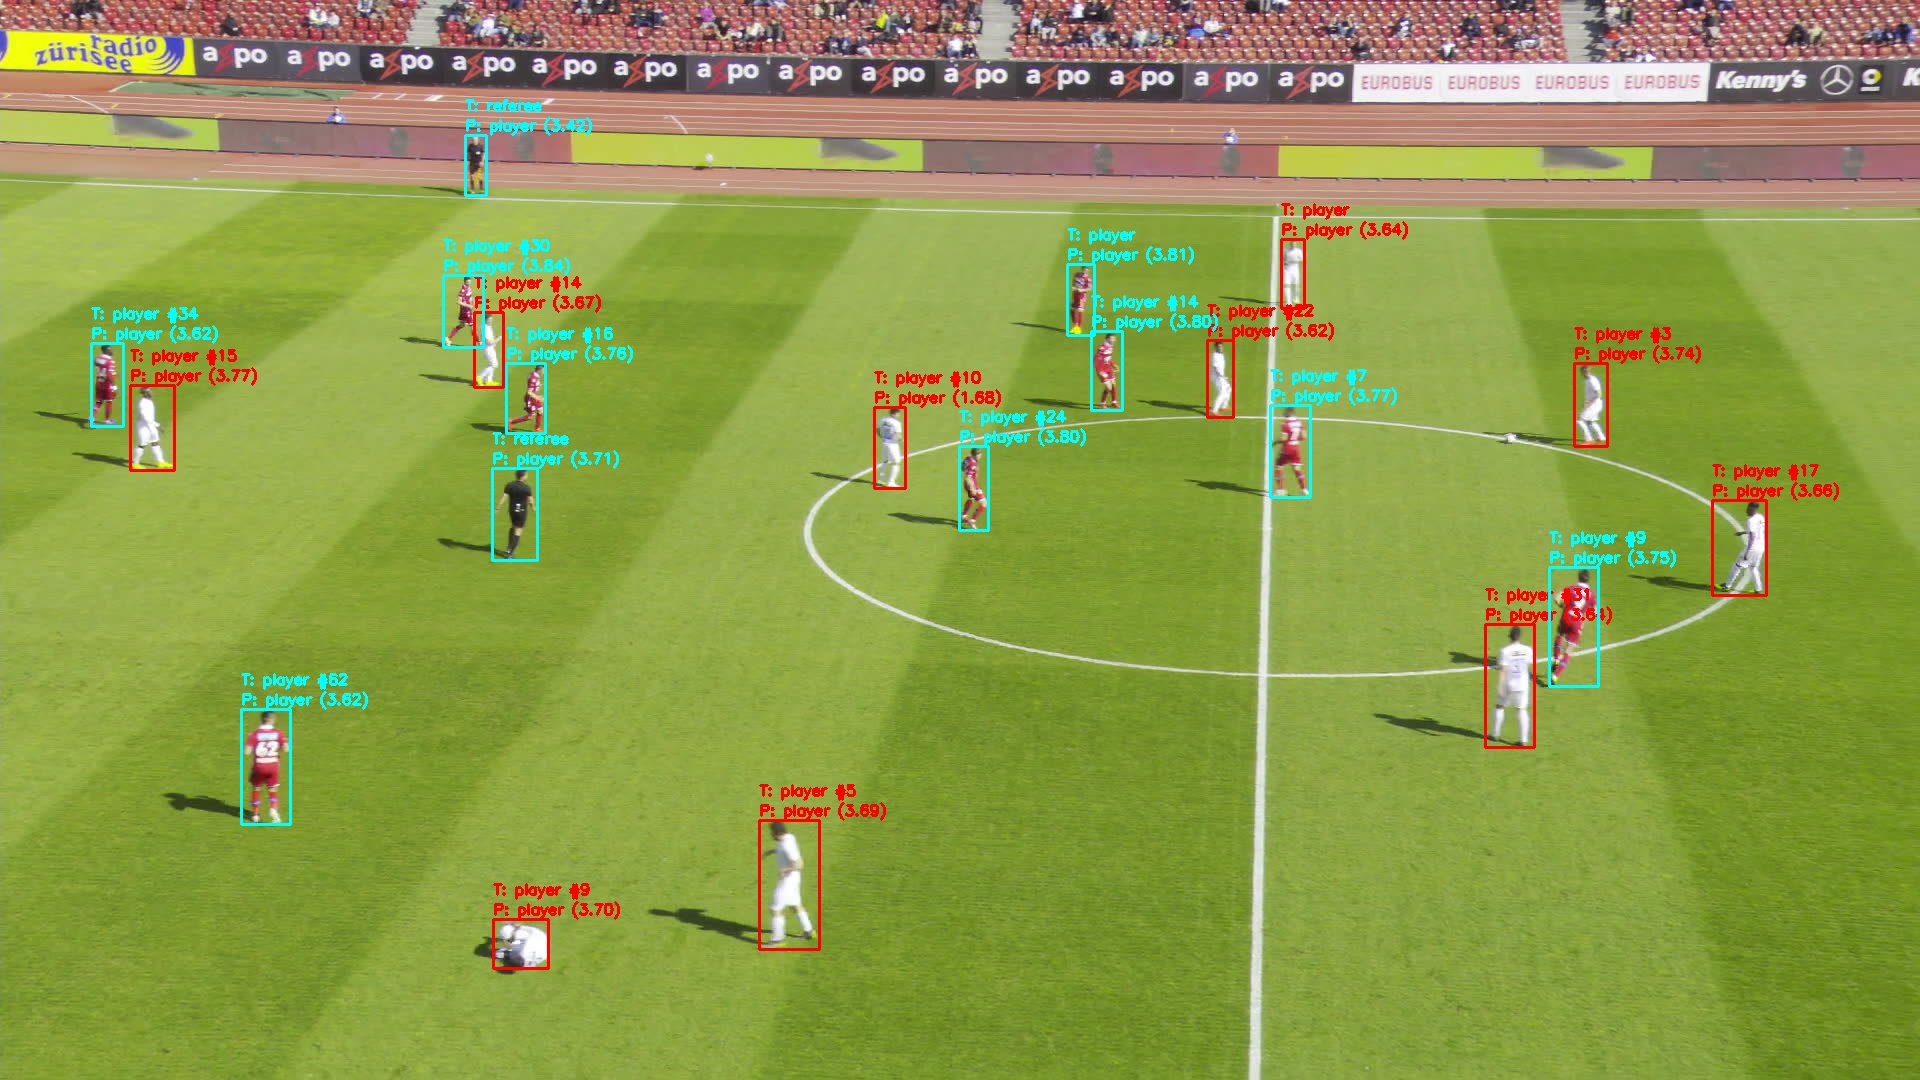 radio
zürisee
a po a po a po a po a po a po a po a po a po a po a po a po a po a po
EUROBUS EUROBUS EUROBUS EUROBUS
Kenny's
K
T: referee
P: player (3.42)
T: player
P: player (3.64)
T: player
P: player (3.81)
T: player #30
P: player (3.84)
T: player #14
P: player (3.67)
T: player #14
P: player (3.80)
T: player #22
P: player (3.62)
T: player #34
P: player (3.62)
T: player #16
P: player (3.76)
T: player #3
P: player (3.74)
T: player #15
P: player (3.77)
T: player #10
P: player (1.68)
T: player #7
P: player (3.77)
T: player #24
P: player (3.80)
T: referee
P: player (3.71)
T: player #17
P: player (3.66)
T: player #9
P: player (3.75)
T: player #31
P: player (3.64)
T: player #62
P: player (3.62)
62
T: player #5
P: player (3.69)
T: player #9
P: player (3.70)